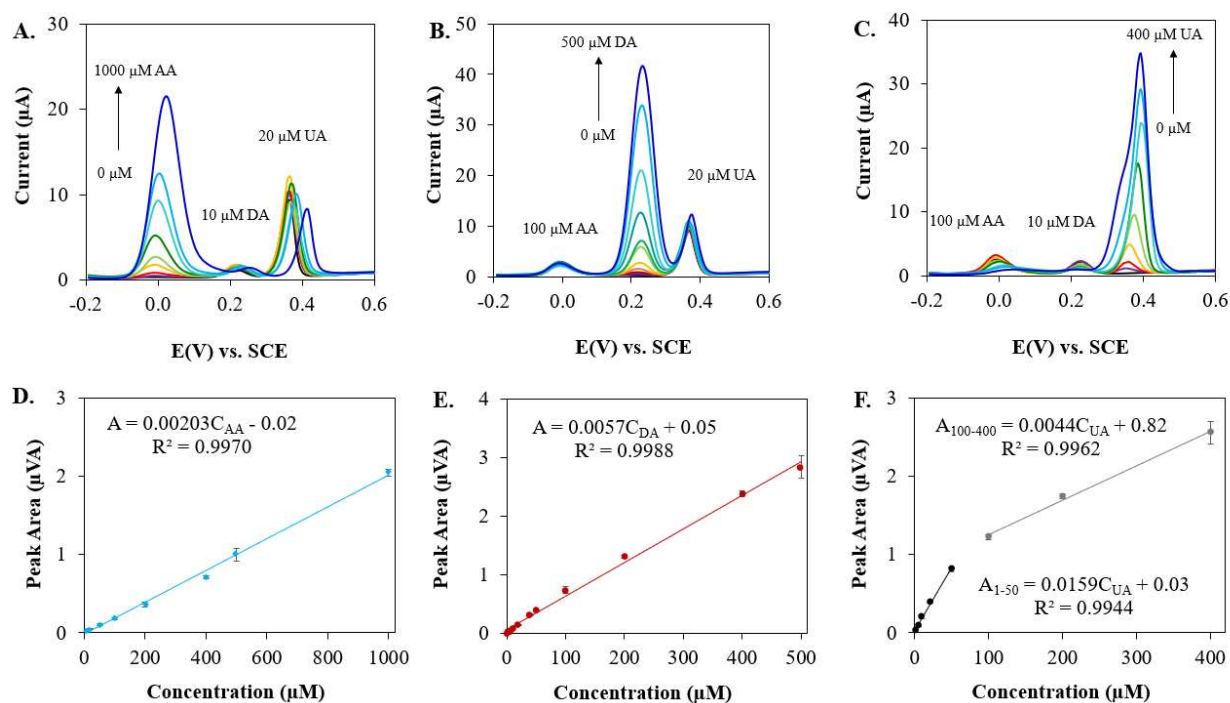 A.
30
20
10
0
Current (µA)
1000 µM AA
0 µM
10 µM DA
20 µM UA
-0.2
0.0
0.2
0.4
0.6
E(V) vs. SCE
B.
50
40
30
20
10
0
Current (µA)
500 µM DA
0 µM
100 µM AA
20 µM UA
-0.2
0.0
0.2
0.4
0.6
E(V) vs. SCE
C.
40
30
20
10
0
Current (µA)
400 µM UA
0 µM
100 µM AA
10 µM DA
-0.2
0.0
0.2
0.4
0.6
E(V) vs. SCE
D.
3
2
1
0
Peak Area (µVA)
A = 0.00203C_AA - 0.02
R² = 0.9970
0
200
400
600
800
1000
Concentration (µM)
E.
4
3
2
1
0
Peak Area (µVA)
A = 0.0057C_DA + 0.05
R² = 0.9988
0
100
200
300
400
500
Concentration (µM)
F.
3
2
1
0
Peak Area (µVA)
A_100-400 = 0.0044C_UA + 0.82
R² = 0.9962
A_1-50 = 0.0159C_UA + 0.03
R² = 0.9944
0
100
200
300
400
Concentration (µM)